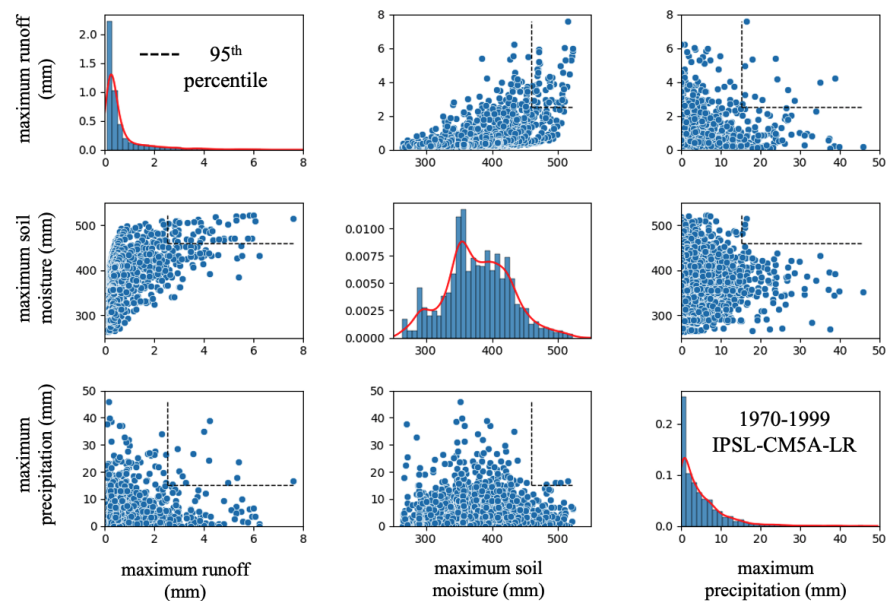 maximum runoff
(mm)
2.0
1.5
1.0
0.5
0.0
0 2 4 6 8
95th
percentile
8
6
4
2
0
300 400 500
8
6
4
2
0
0 10 20 30 40 50
maximum soil
moisture (mm)
500
400
300
0 2 4 6 8
0.0100
0.0075
0.0050
0.0025
0.0000
300 400 500
500
400
300
0 10 20 30 40 50
maximum
precipitation (mm)
50
40
30
20
10
0
0 2 4 6 8
50
40
30
20
10
0
300 400 500
0.2
0.1
0.0
0 10 20 30 40 50
1970-1999
IPSL-CM5A-LR
maximum runoff
(mm)
maximum soil
moisture (mm)
maximum
precipitation (mm)